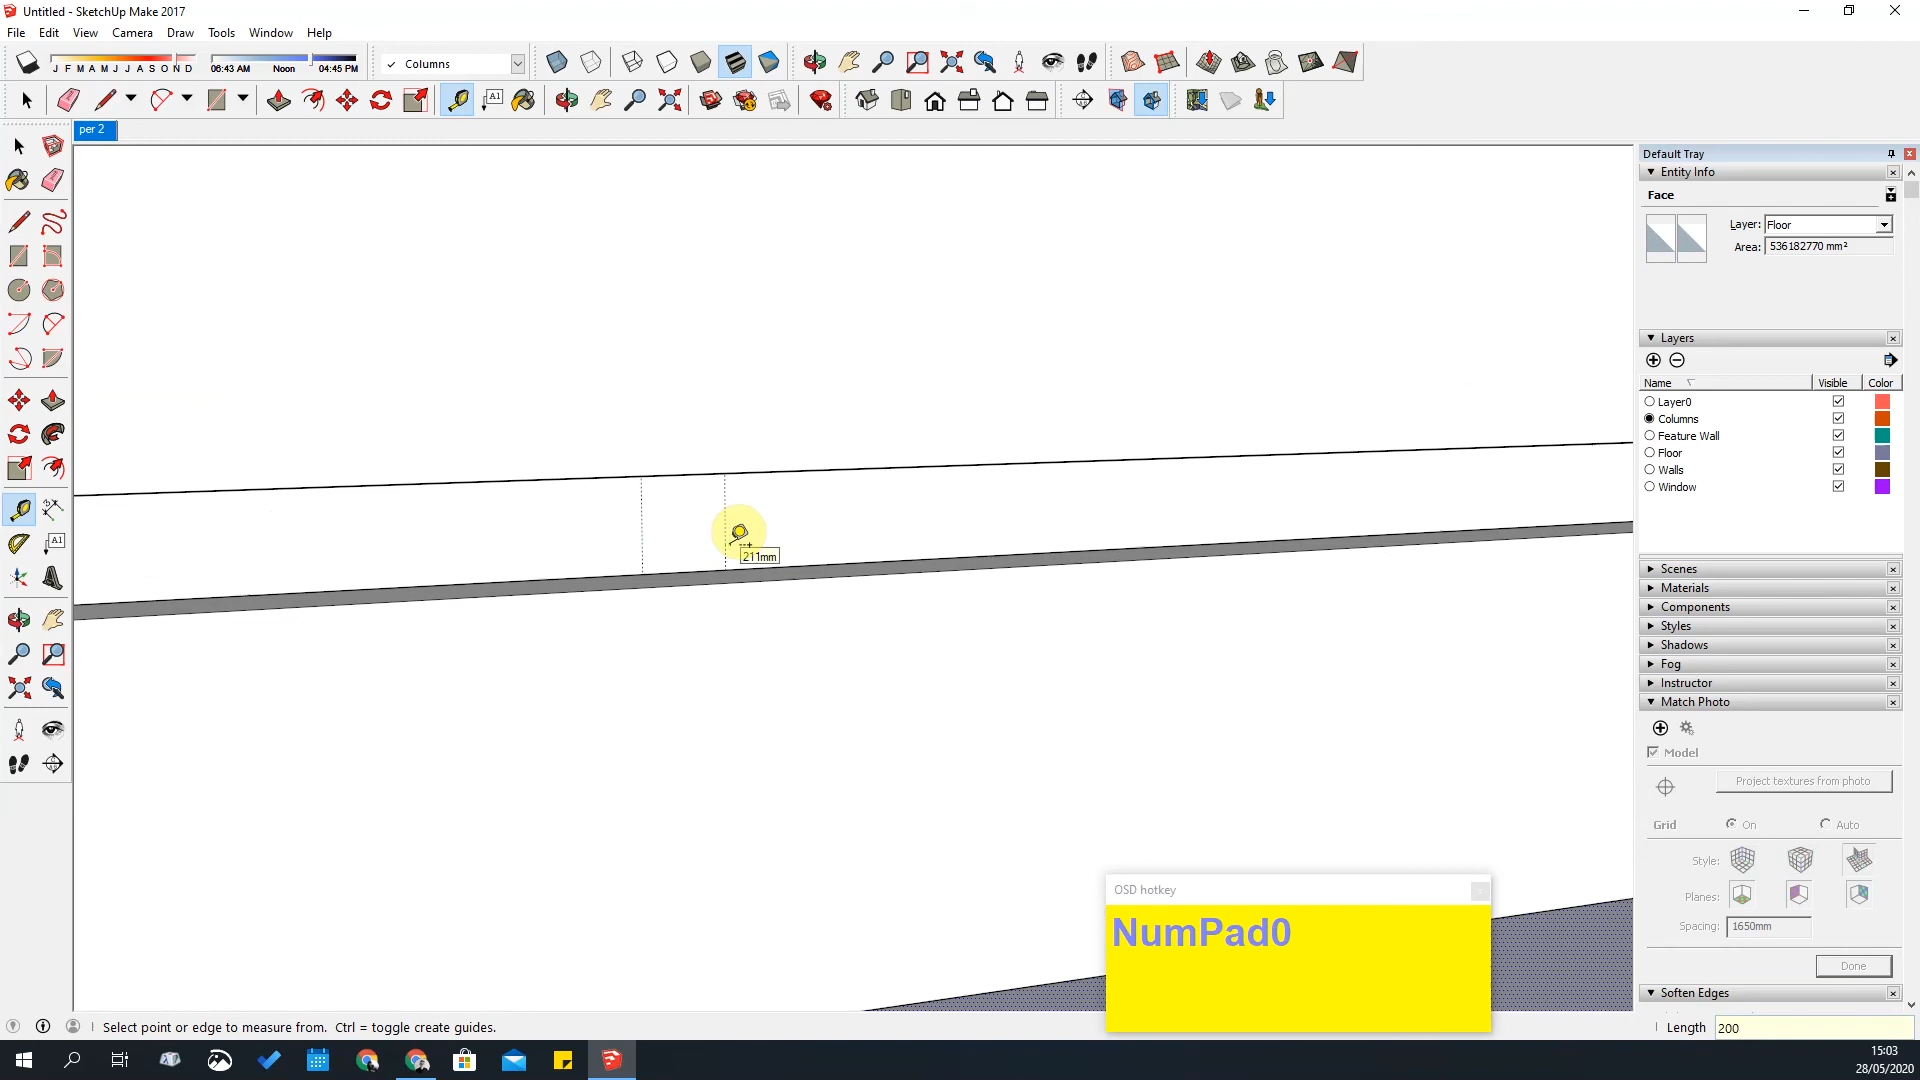 Untitled - SketchUp Make 2017
File Edit View Camera Draw Tools Window Help
J F M A M J J A S O N D
06:43 AM Noon 04:45 PM
✓ Columns
A1
per 2
Default Tray
Entity Info
Face
Layer: Floor
Area: 536182770 mm²
Layers
Name Visible Color
Layer0
Columns
Feature Wall
Floor
Walls
Window
A1
211mm
Scenes
Materials
Components
Styles
Shadows
Fog
Instructor
Match Photo
Model
Project textures from photo
Grid On Auto
Style:
Planes:
Spacing: 1650mm
Done
Soften Edges
OSD hotkey
NumPad0
Select point or edge to measure from. Ctrl = toggle create guides.
Length 200
15:03
28/05/2020